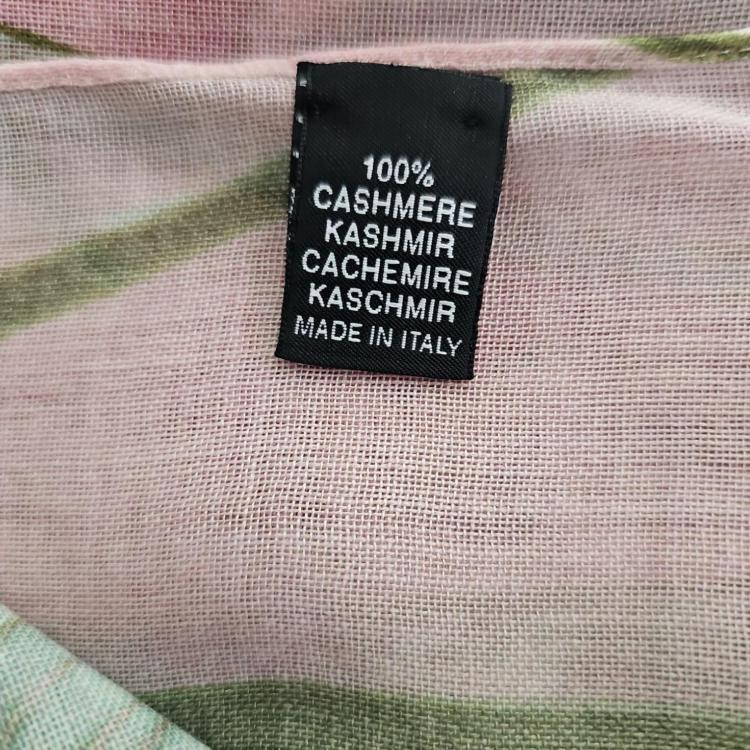 100%
CASHMERE
KASHMIR
CACHEMIRE
KASCHMIR
MADE IN ITALY